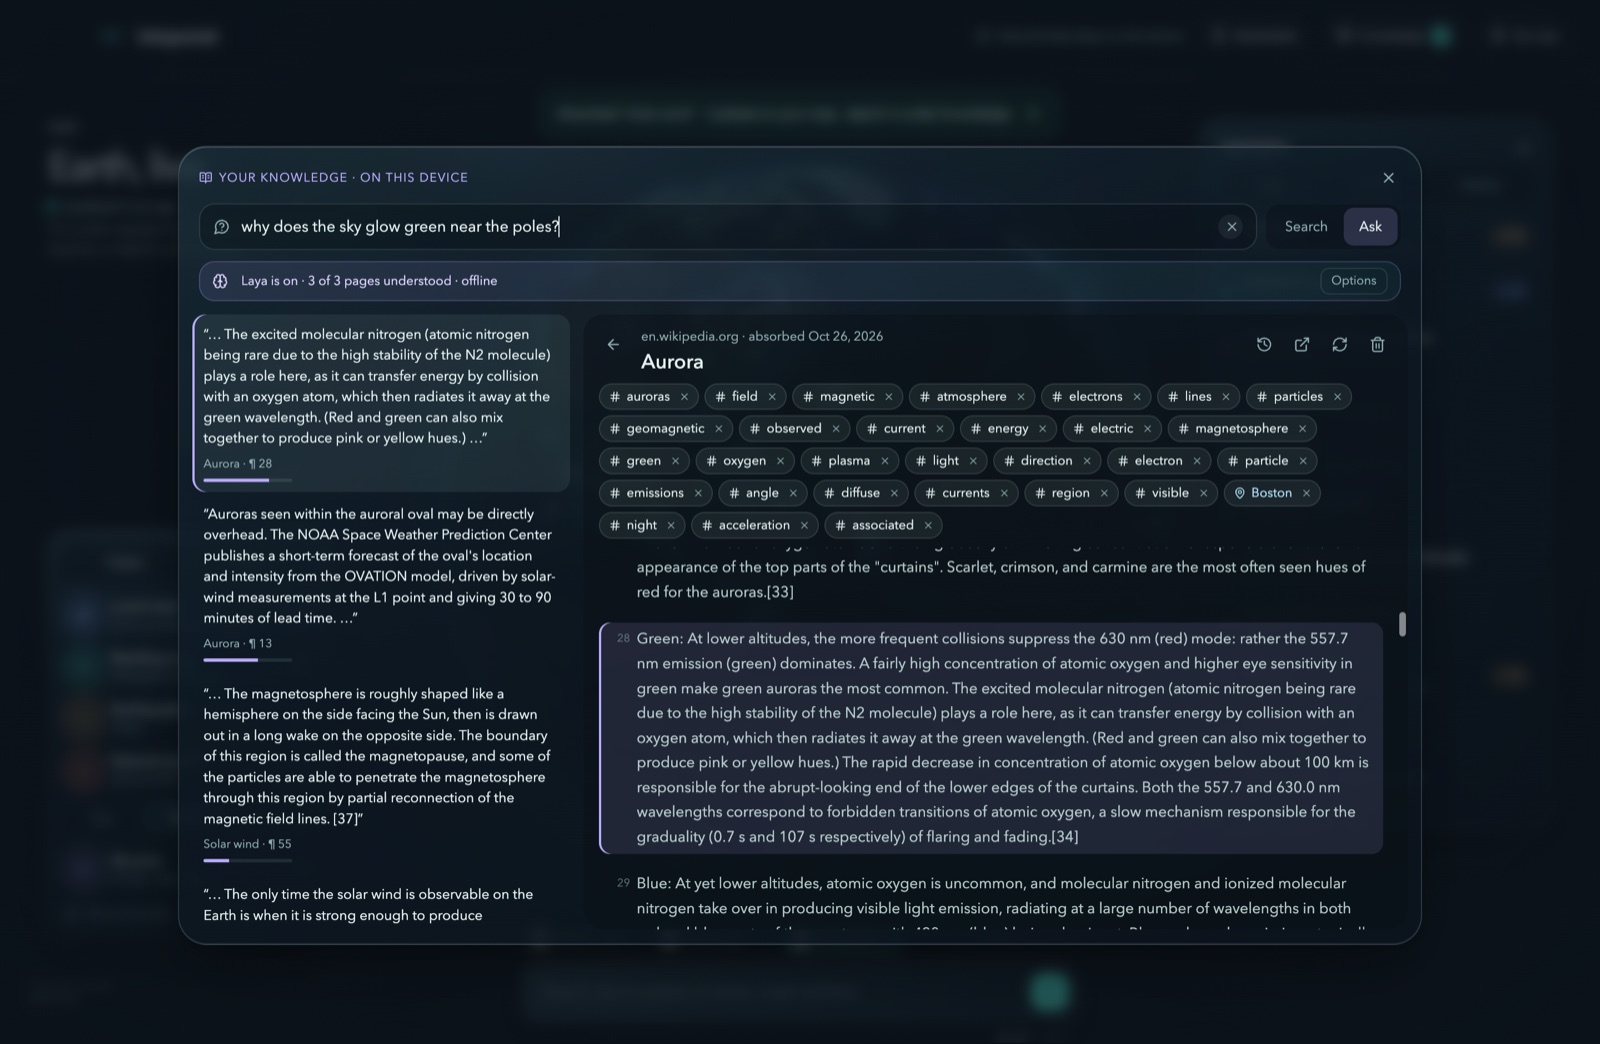 YOUR KNOWLEDGE · ON THIS DEVICE
why does the sky glow green near the poles?
Search
Ask
Laya is on · 3 of 3 pages understood · offline
Options
“… The excited molecular nitrogen (atomic nitrogen
being rare due to the high stability of the N2 molecule)
plays a role here, as it can transfer energy by collision
with an oxygen atom, which then radiates it away at the
green wavelength. (Red and green can also mix
together to produce pink or yellow hues.) …”
Aurora · ¶ 28
“Auroras seen within the auroral oval may be directly
overhead. The NOAA Space Weather Prediction Center
publishes a short-term forecast of the oval's location
and intensity from the OVATION model, driven by solar-
wind measurements at the L1 point and giving 30 to 90
minutes of lead time. …”
Aurora · ¶ 13
“… The magnetosphere is roughly shaped like a
hemisphere on the side facing the Sun, then is drawn
out in a long wake on the opposite side. The boundary
of this region is called the magnetopause, and some of
the particles are able to penetrate the magnetosphere
through this region by partial reconnection of the
magnetic field lines. [37]”
Solar wind · ¶ 55
“… The only time the solar wind is observable on the
Earth is when it is strong enough to produce
en.wikipedia.org · absorbed Oct 26, 2026
Aurora
# auroras × # field × # magnetic × # atmosphere × # electrons × # lines × # particles ×
# geomagnetic × # observed × # current × # energy × # electric × # magnetosphere ×
# green × # oxygen × # plasma × # light × # direction × # electron × # particle ×
# emissions × # angle × # diffuse × # currents × # region × # visible × Boston ×
# night × # acceleration × # associated ×
appearance of the top parts of the "curtains". Scarlet, crimson, and carmine are the most often seen hues of
red for the auroras.[33]
28 Green: At lower altitudes, the more frequent collisions suppress the 630 nm (red) mode: rather the 557.7
nm emission (green) dominates. A fairly high concentration of atomic oxygen and higher eye sensitivity in
green make green auroras the most common. The excited molecular nitrogen (atomic nitrogen being rare
due to the high stability of the N2 molecule) plays a role here, as it can transfer energy by collision with an
oxygen atom, which then radiates it away at the green wavelength. (Red and green can also mix together to
produce pink or yellow hues.) The rapid decrease in concentration of atomic oxygen below about 100 km is
responsible for the abrupt-looking end of the lower edges of the curtains. Both the 557.7 and 630.0 nm
wavelengths correspond to forbidden transitions of atomic oxygen, a slow mechanism responsible for the
graduality (0.7 s and 107 s respectively) of flaring and fading.[34]
29 Blue: At yet lower altitudes, atomic oxygen is uncommon, and molecular nitrogen and ionized molecular
nitrogen take over in producing visible light emission, radiating at a large number of wavelengths in both